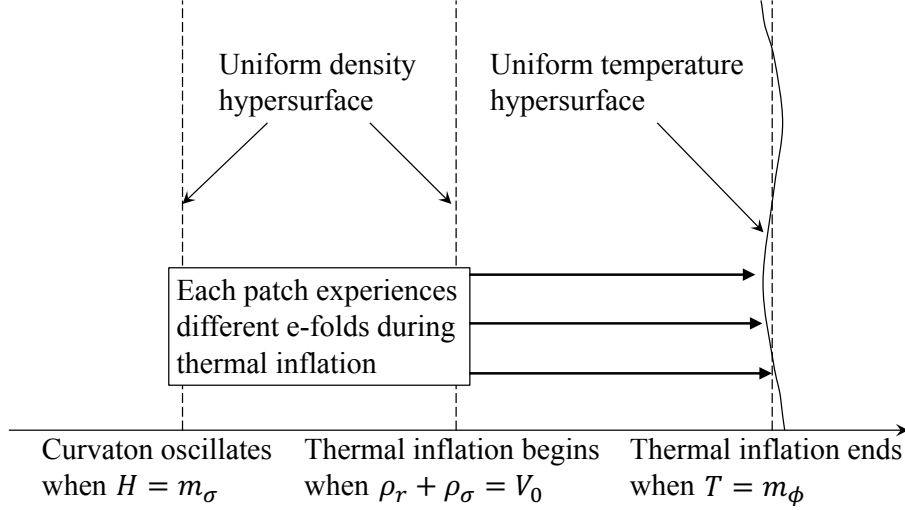 Uniform density
hypersurface
Uniform temperature
hypersurface
Each patch experiences
different e-folds during
thermal inflation
Curvaton oscillates
when 𝐻 = 𝑚𝜎
Thermal inflation begins
when 𝜌𝑟 + 𝜌𝜎 = 𝑉0
Thermal inflation ends
when 𝑇 = 𝑚𝜙